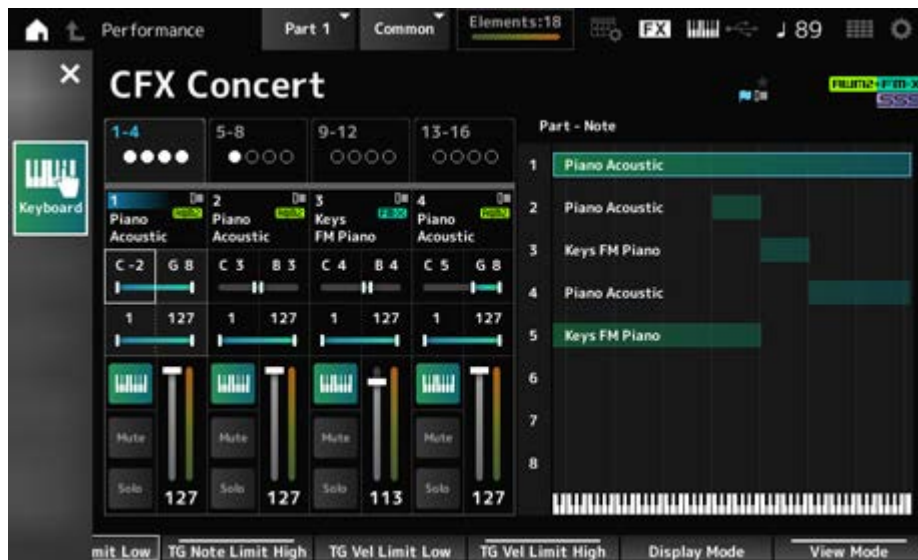 Performance
Part 1
Common
Elements:18
FX
♩ 89
×
CFX Concert
Keyboard
1-4
5-8
9-12
13-16
1
Piano
Acoustic
2
Piano
Acoustic
3
Keys
FM Piano
4
Piano
Acoustic
C -2 G 8
C 3 B 3
C 4 B 4
C 5 G 8
1 127
1 127
1 127
1 127
Mute
Mute
Mute
Mute
Solo 127
Solo 127
Solo 113
Solo 127
Part - Note
1 Piano Acoustic
2 Piano Acoustic
3 Keys FM Piano
4 Piano Acoustic
5 Keys FM Piano
6
7
8
mit Low
TG Note Limit High
TG Vel Limit Low
TG Vel Limit High
Display Mode
View Mode